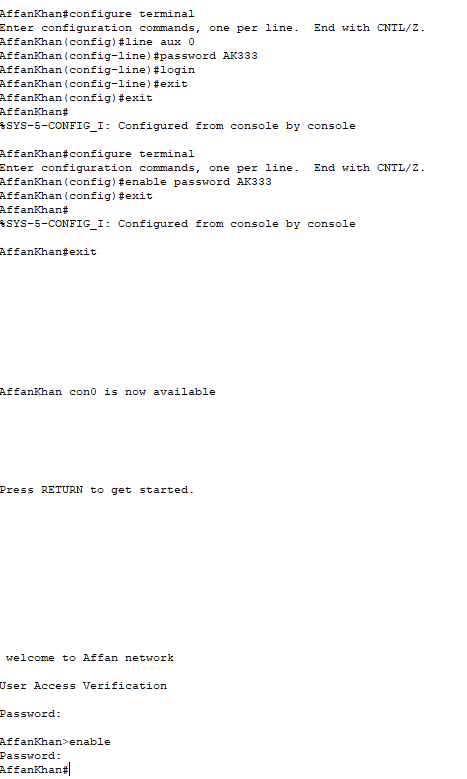 AffanKhan#configure terminal
Enter configuration commands, one per line.  End with CNTL/Z.
AffanKhan(config)#line aux 0
AffanKhan(config-line)#password AK333
AffanKhan(config-line)#login
AffanKhan(config-line)#exit
AffanKhan(config)#exit
AffanKhan#
%SYS-5-CONFIG_I: Configured from console by console
AffanKhan#configure terminal
Enter configuration commands, one per line.  End with CNTL/Z.
AffanKhan(config)#enable password AK333
AffanKhan(config)#exit
AffanKhan#
%SYS-5-CONFIG_I: Configured from console by console
AffanKhan#exit
AffanKhan con0 is now available
Press RETURN to get started.
welcome to Affan network
User Access Verification
Password:
AffanKhan>enable
Password:
AffanKhan#